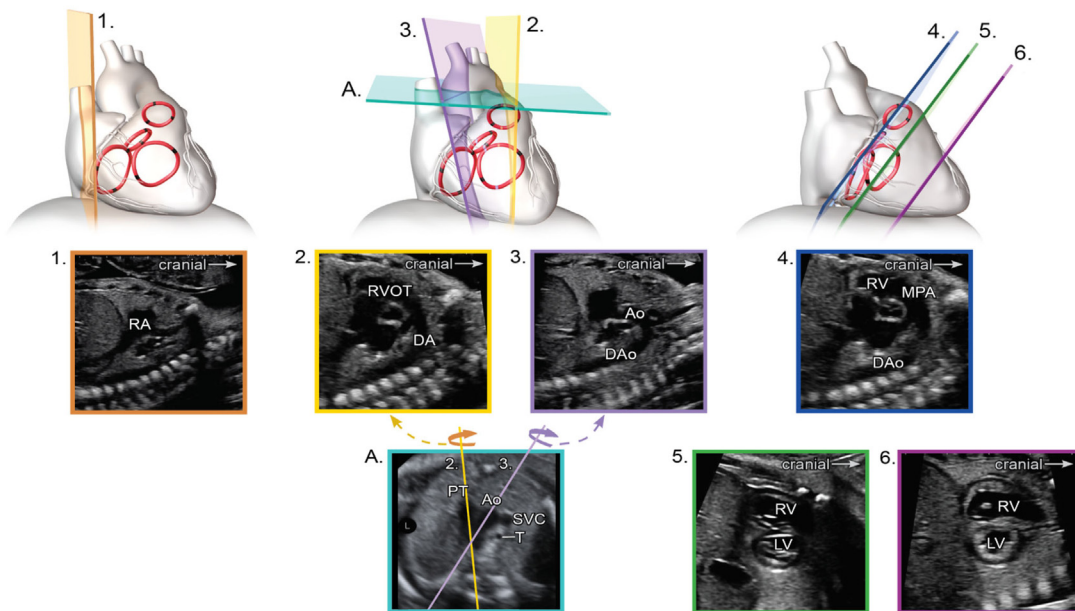 1.
3.
2.
A.
4.
5.
6.
1.
cranial
RA
2.
cranial
RVOT
DA
3.
cranial
Ao
DAo
4.
cranial
RV
MPA
DAo
A.
2.
3.
PT
Ao
SVC
T
L
5.
cranial
RV
LV
6.
cranial
RV
LV